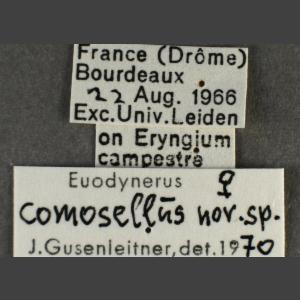 France (Drôme)
Bourdeaux
22 Aug. 1966
Exc.Univ.Leiden
on Eryngium
campestre
Euodynerus ♀
comosellus nov.sp.
J.Gusenleitner,det.1970